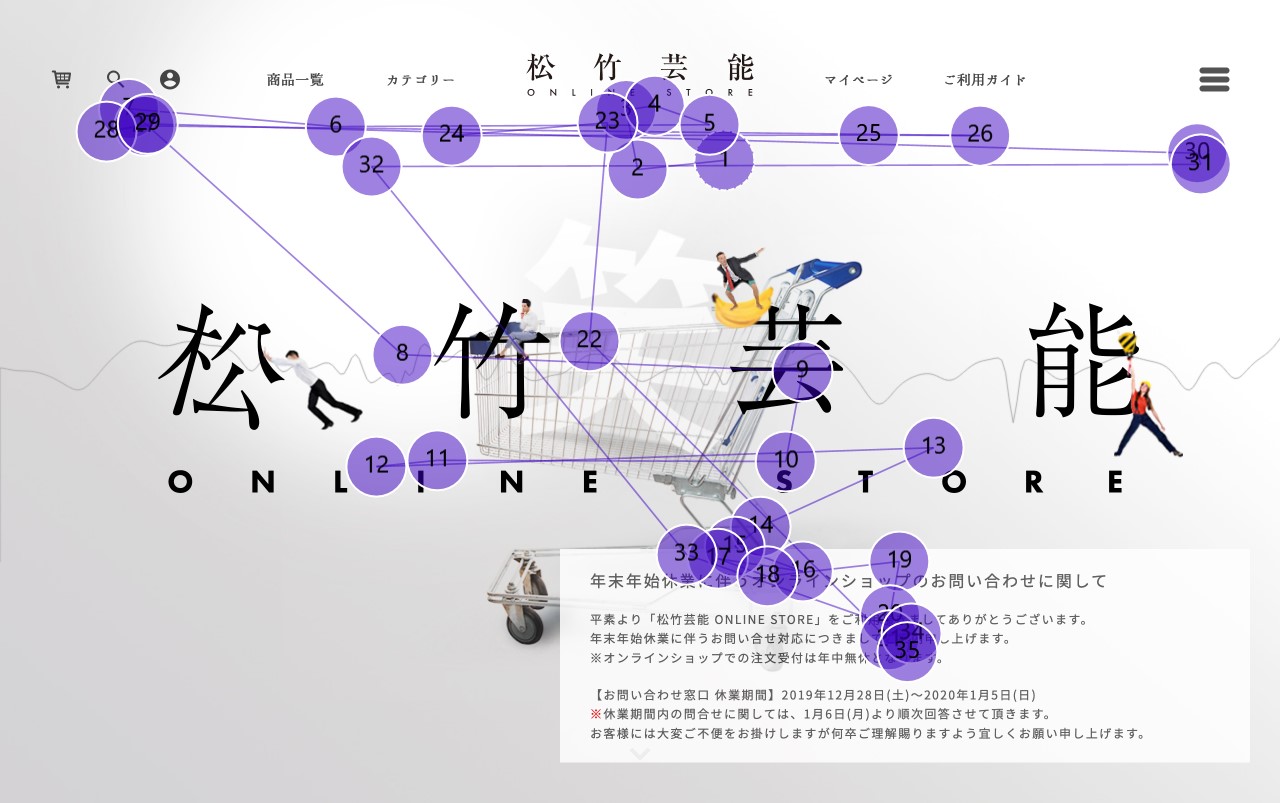 商品一覧
カテゴリー
松竹芸能
マイページ
ご利用ガイド
松竹芸能
ONLINE STORE
年末年始休業に伴うオンラインショップのお問い合わせに関して
平素より「松竹芸能 ONLINE STORE」をご利用ましてありがとうございます。
年末年始休業に伴うお問い合せ対応につきまし申し上げます。
※オンラインショップでの注文受付は年中無休とます。
【お問い合わせ窓口 休業期間】2019年12月28日(土)〜2020年1月5日(日)
※休業期間内の問合せに関しては、1月6日(月)より順次回答させて頂きます。
お客様には大変ご不便をお掛けしますが何卒ご理解賜りますよう宜しくお願い申し上げます。
1
2
4
5
6
8
9
10
11
12
13
14
15
16
17
18
19
22
23
24
25
26
28
29
30
31
32
33
34
35